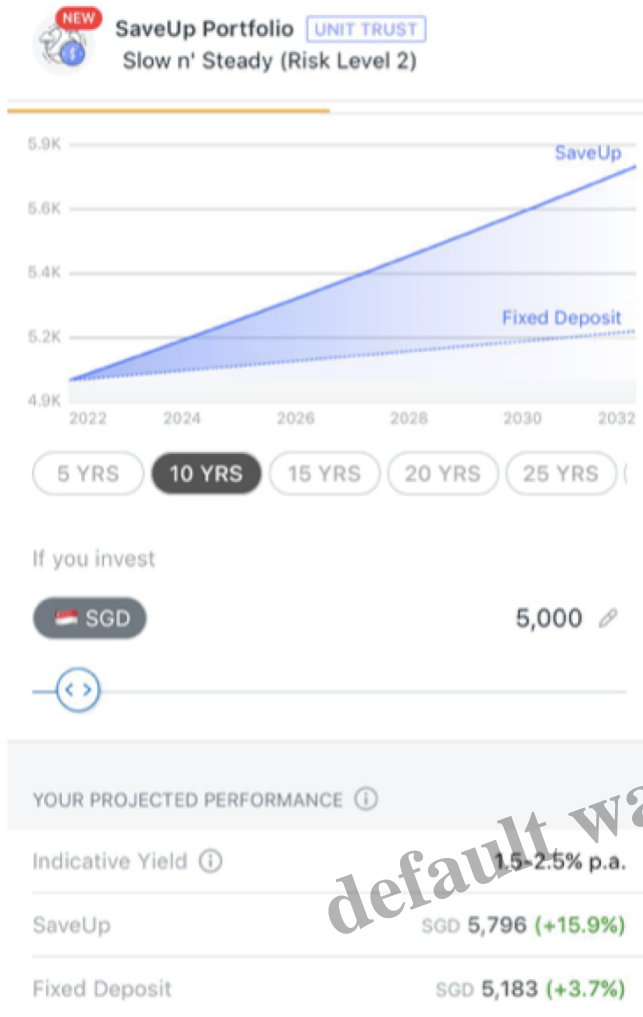 NEW
SaveUp Portfolio UNIT TRUST
Slow n' Steady (Risk Level 2)
5.9K
SaveUp
5.6K
5.4K
Fixed Deposit
5.2K
4.9K
2022 2024 2026 2028 2030 2032
5 YRS 10 YRS 15 YRS 20 YRS 25 YRS
If you invest
SGD 5,000
YOUR PROJECTED PERFORMANCE
Indicative Yield 1.5-2.5% p.a.
default wa
SaveUp SGD 5,796 (+15.9%)
Fixed Deposit SGD 5,183 (+3.7%)